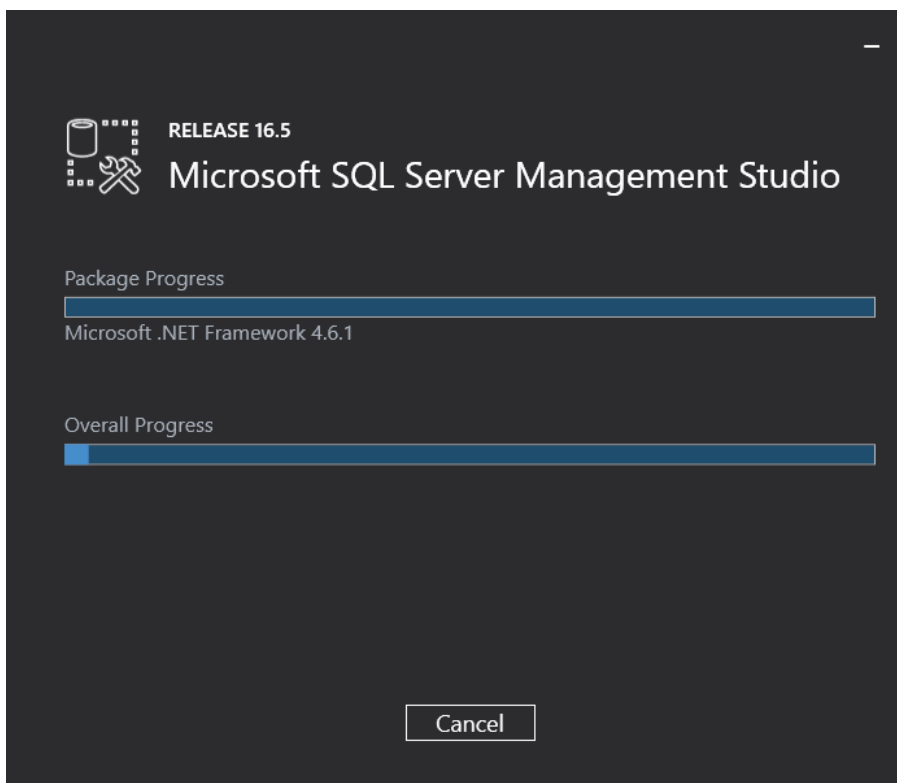 RELEASE 16.5
Microsoft SQL Server Management Studio
Package Progress
Microsoft .NET Framework 4.6.1
Overall Progress
Cancel